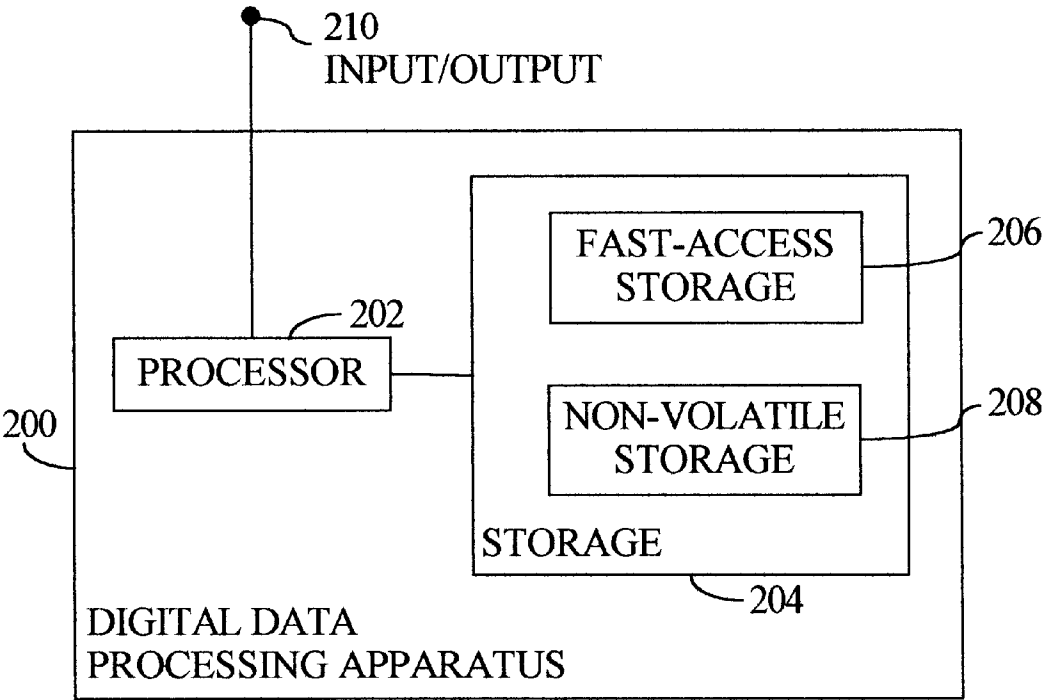 210
INPUT/OUTPUT
FAST-ACCESS
STORAGE
206
202
PROCESSOR
NON-VOLATILE
STORAGE
208
200
STORAGE
204
DIGITAL DATA
PROCESSING APPARATUS